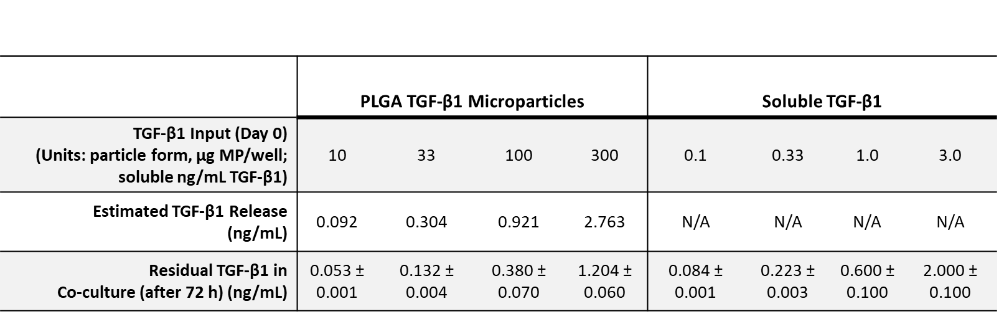 PLGA TGF-β1 Microparticles Soluble TGF-β1
TGF-β1 Input (Day 0)
(Units: particle form, µg MP/well;
soluble ng/mL TGF-β1)
10 33 100 300 0.1 0.33 1.0 3.0
Estimated TGF-β1 Release
(ng/mL)
0.092 0.304 0.921 2.763 N/A N/A N/A N/A
Residual TGF-β1 in
Co-culture (after 72 h) (ng/mL)
0.053 ± 0.132 ± 0.380 ± 1.204 ± 0.084 ± 0.223 ± 0.600 ± 2.000 ±
0.001 0.004 0.070 0.060 0.001 0.003 0.100 0.100